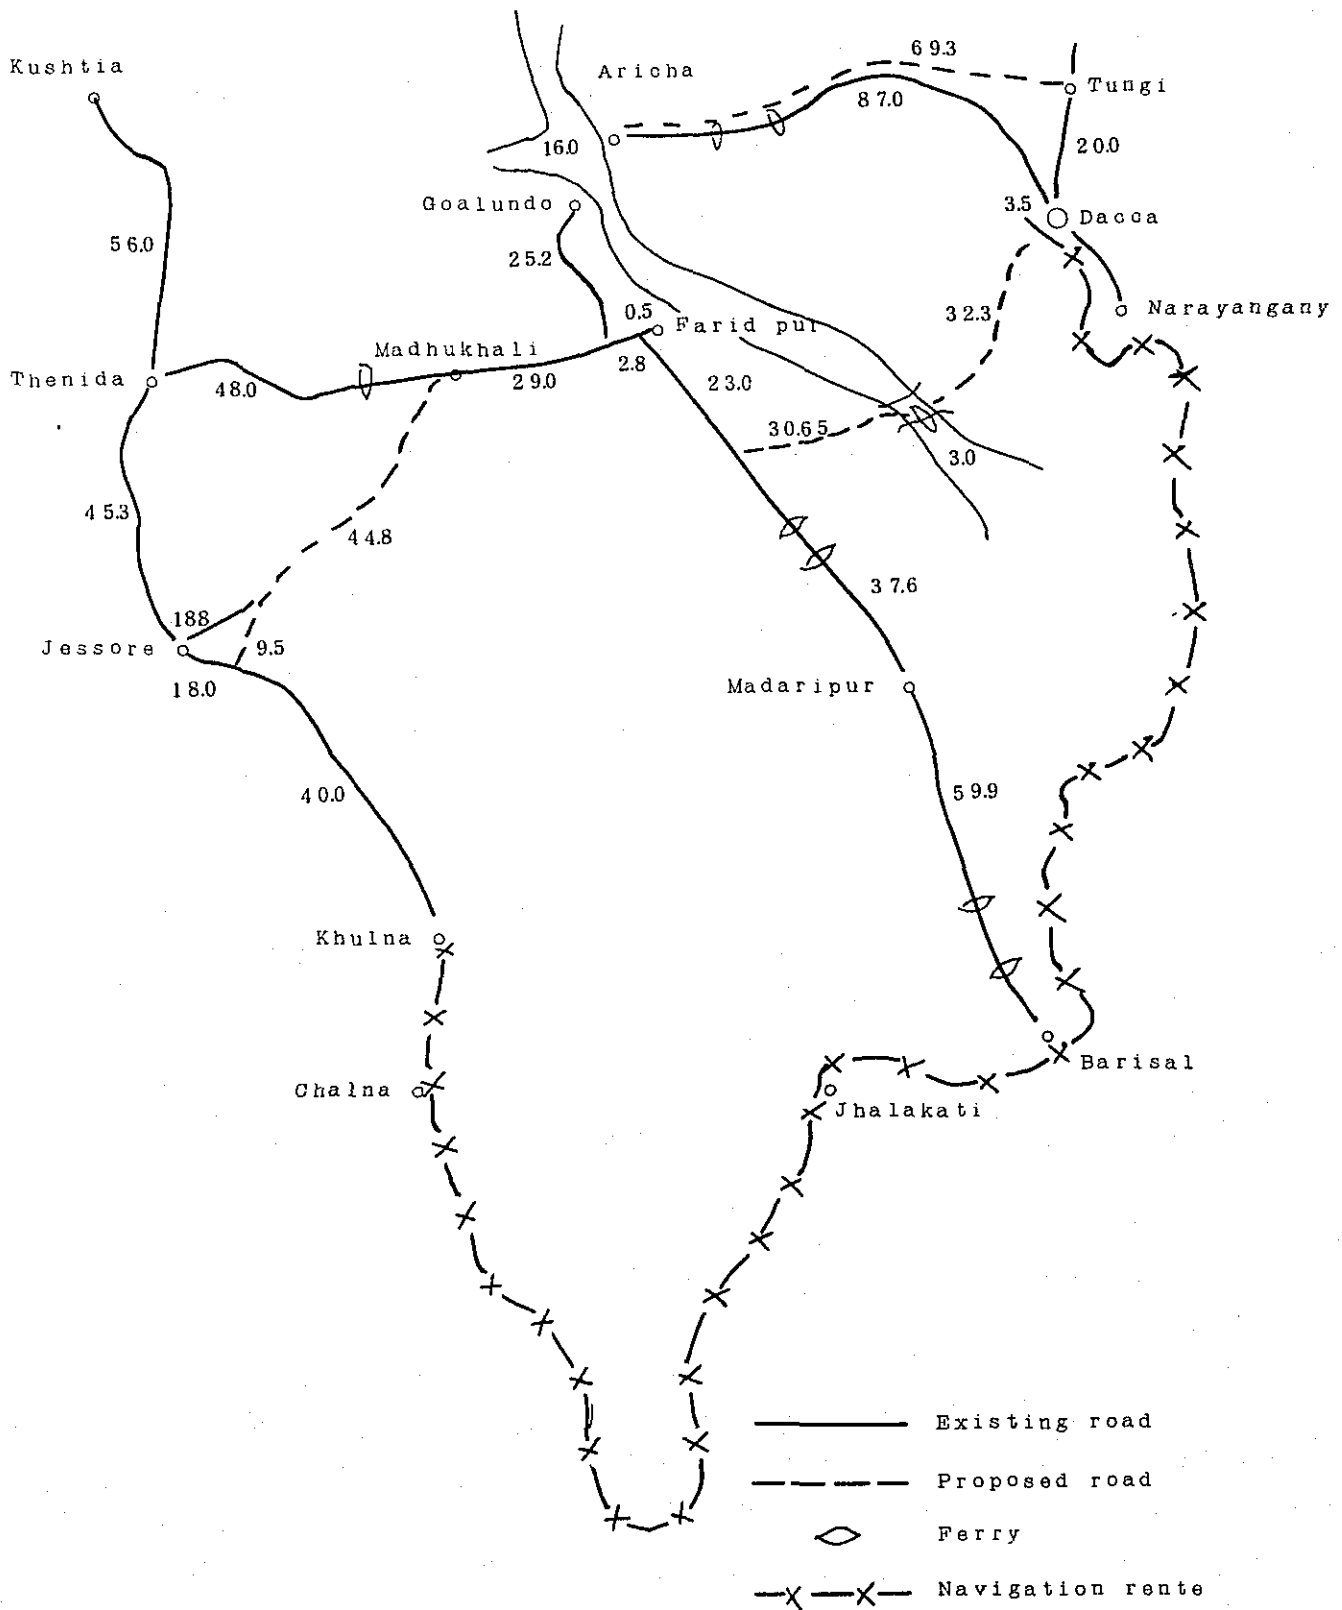 69.3
Kushtia
Aricha
Tungi
87.0
16.0
20.0
Goalundo
3.5
Dacca
56.0
25.2
0.5
32.3
Narayangany
Farid pur
Madhukhali
Thenida
48.0
29.0
2.8
23.0
30.65
3.0
45.3
44.8
37.6
188
Jessore
9.5
18.0
Madaripur
40.0
59.9
Khulna
Barisal
Chalna
Jhalakati
Existing road
Proposed road
Ferry
Navigation rente